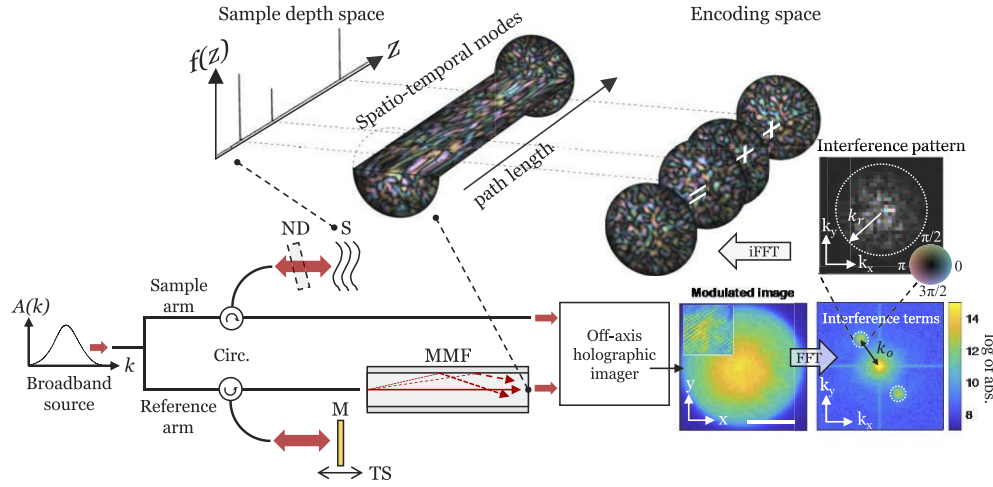 Sample depth space
Encoding space
f(z)
z
Spatio-temporal modes
path length
Interference pattern
k_r
k_y
k_x
π/2
π
0
3π/2
iFFT
ND
S
Sample
arm
A(k)
k
Broadband
source
Circ.
MMF
Reference
arm
M
TS
Off-axis
holographic
imager
Modulated image
y
x
FFT
Interference terms
k_o
k_y
k_x
14
12
10
8
log of abs.